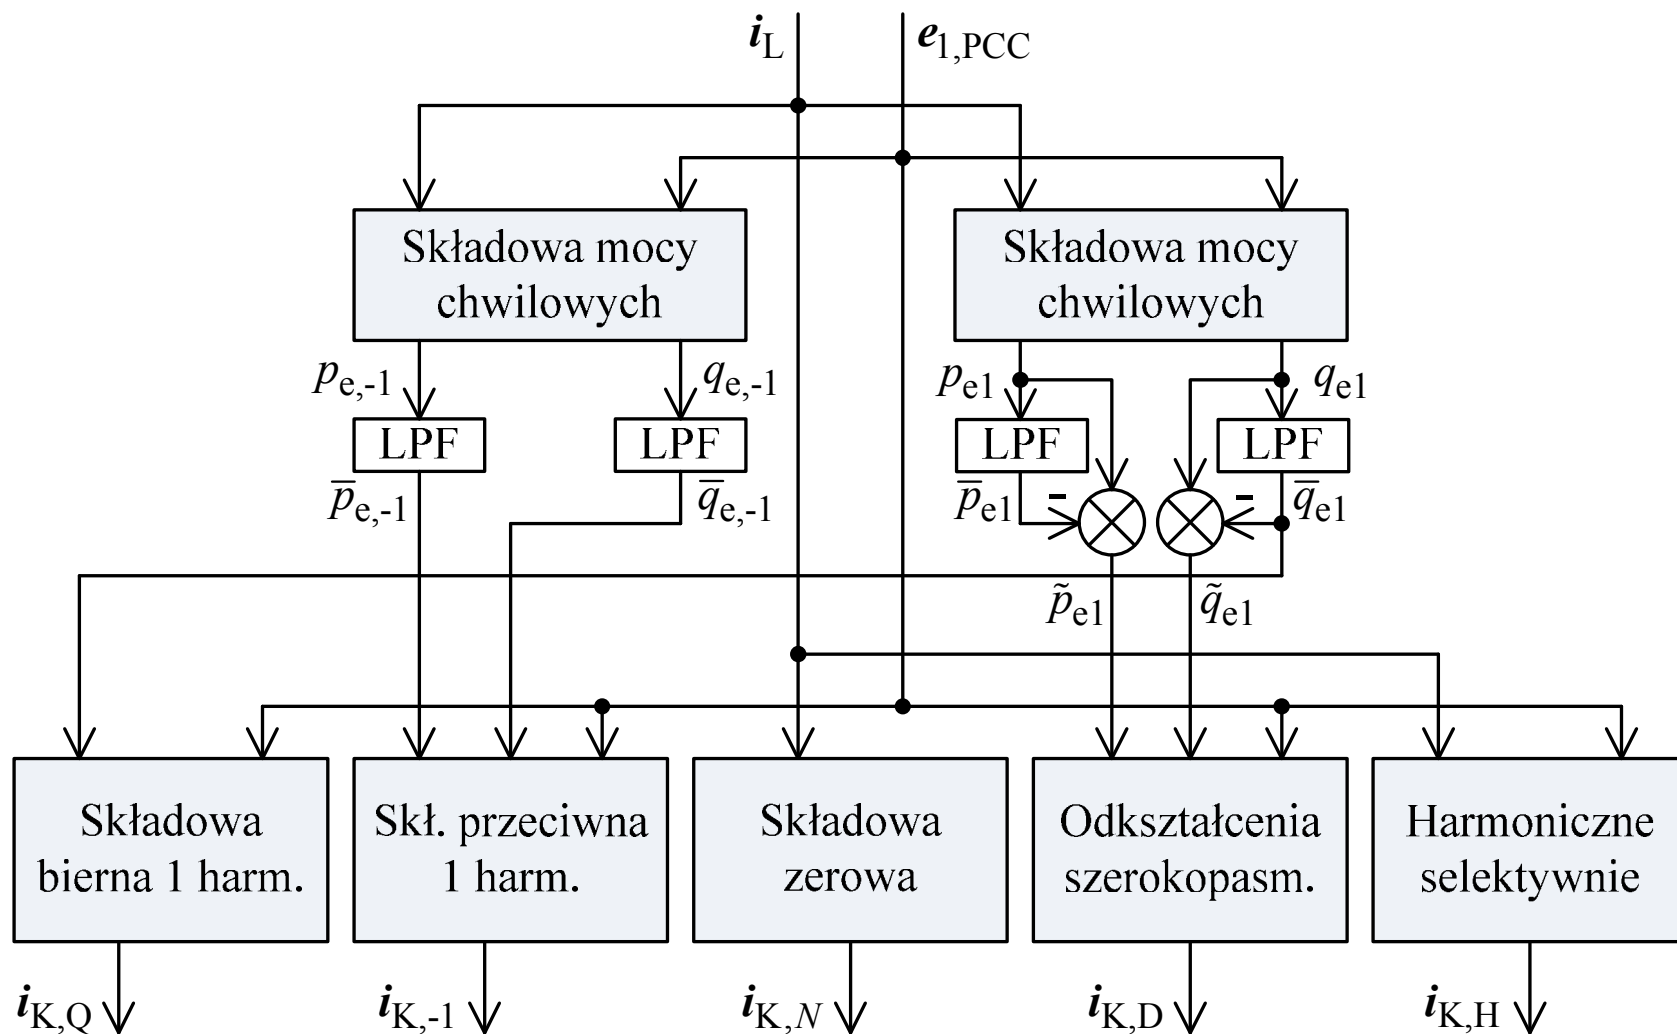 i_L e_1,PCC
Składowa mocy
chwilowych
Składowa mocy
chwilowych
p_e,-1 q_e,-1 p_e1 q_e1
LPF LPF LPF LPF
p̅_e,-1 q̅_e,-1 p̅_e1 - - q̅_e1
p̃_e1 q̃_e1
Składowa
bierna 1 harm.
Skł. przeciwna
1 harm.
Składowa
zerowa
Odkształcenia
szerokopasm.
Harmoniczne
selektywnie
i_K,Q i_K,-1 i_K,N i_K,D i_K,H